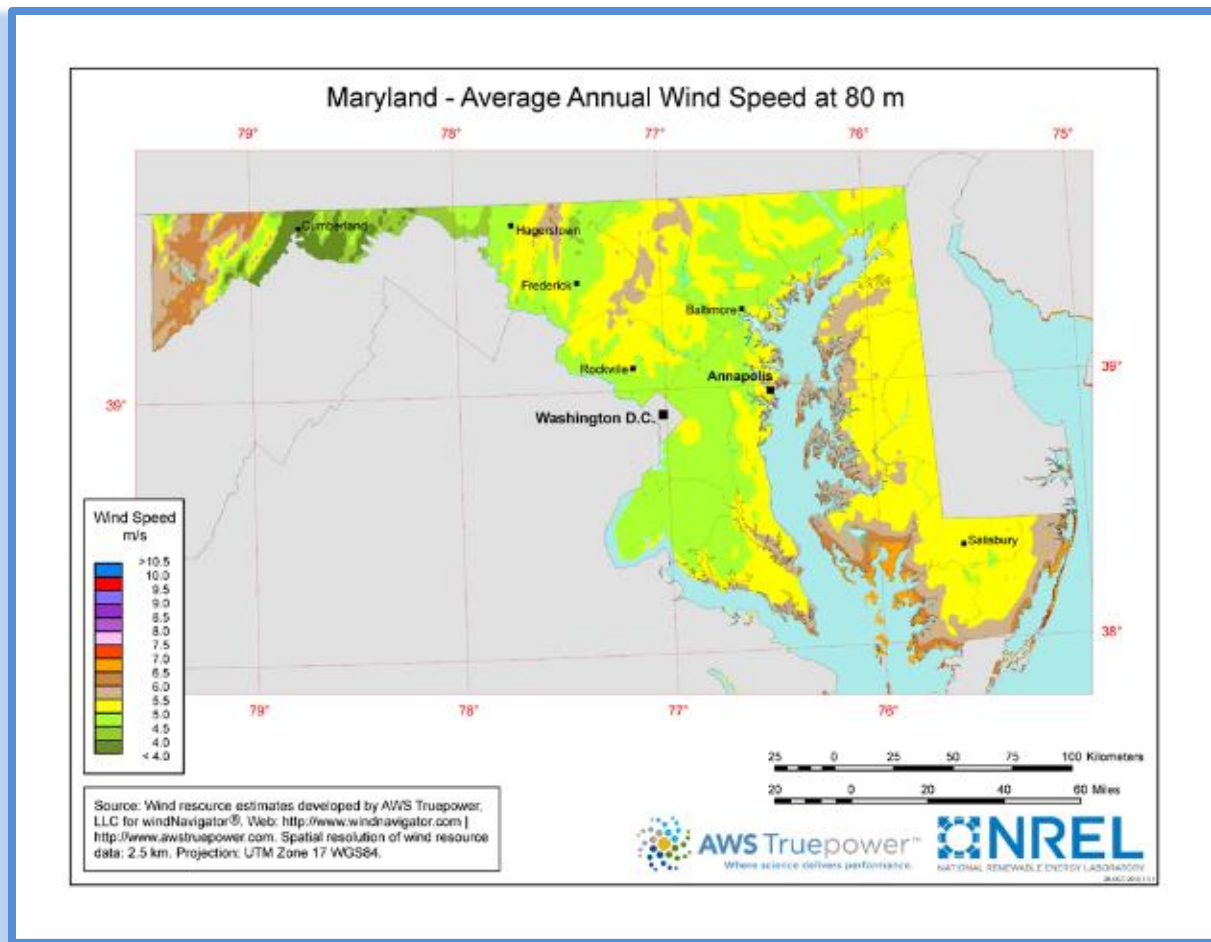 Maryland - Average Annual Wind Speed at 80 m
79°
78°
77°
76°
75°
Cumberland
Hagerstown
Frederick
Baltimore
Rockville
Annapolis
39°
39°
Washington D.C.
Salisbury
38°
Wind Speed
m/s
>10.5
10.0
9.5
9.0
8.5
8.0
7.5
7.0
6.5
6.0
5.5
5.0
4.5
4.0
< 4.0
79°
78°
77°
76°
25 0 25 50 75 100 Kilometers
20 0 20 40 60 Miles
Source: Wind resource estimates developed by AWS Truepower,
LLC for windNavigator®. Web: http://www.windnavigator.com |
http://www.awstruepower.com. Spatial resolution of wind resource
data: 2.5 km. Projection: UTM Zone 17 WGS84.
AWS Truepower™
Where science delivers performance.
NREL
NATIONAL RENEWABLE ENERGY LABORATORY